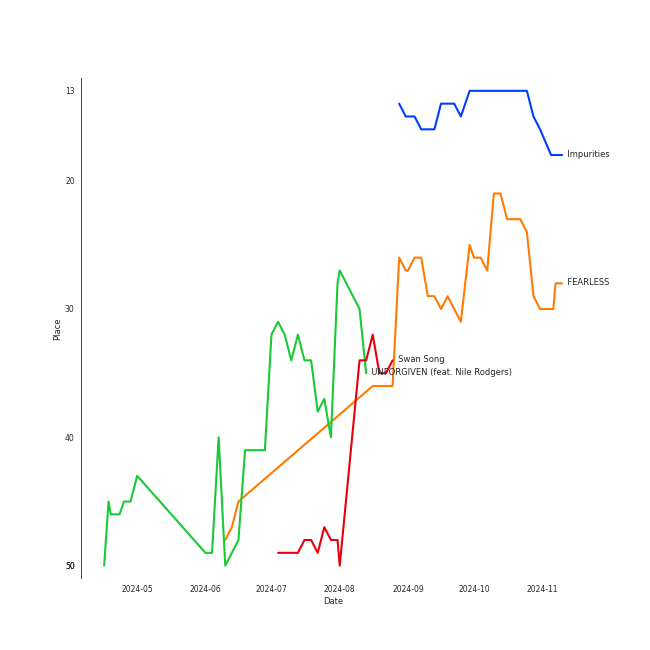 13
Impurities
20
FEARLESS
30
Place
Swan Song
UNFORGIVEN (feat. Nile Rodgers)
40
50
2024-05 2024-06 2024-07 2024-08 2024-09 2024-10 2024-11
Date